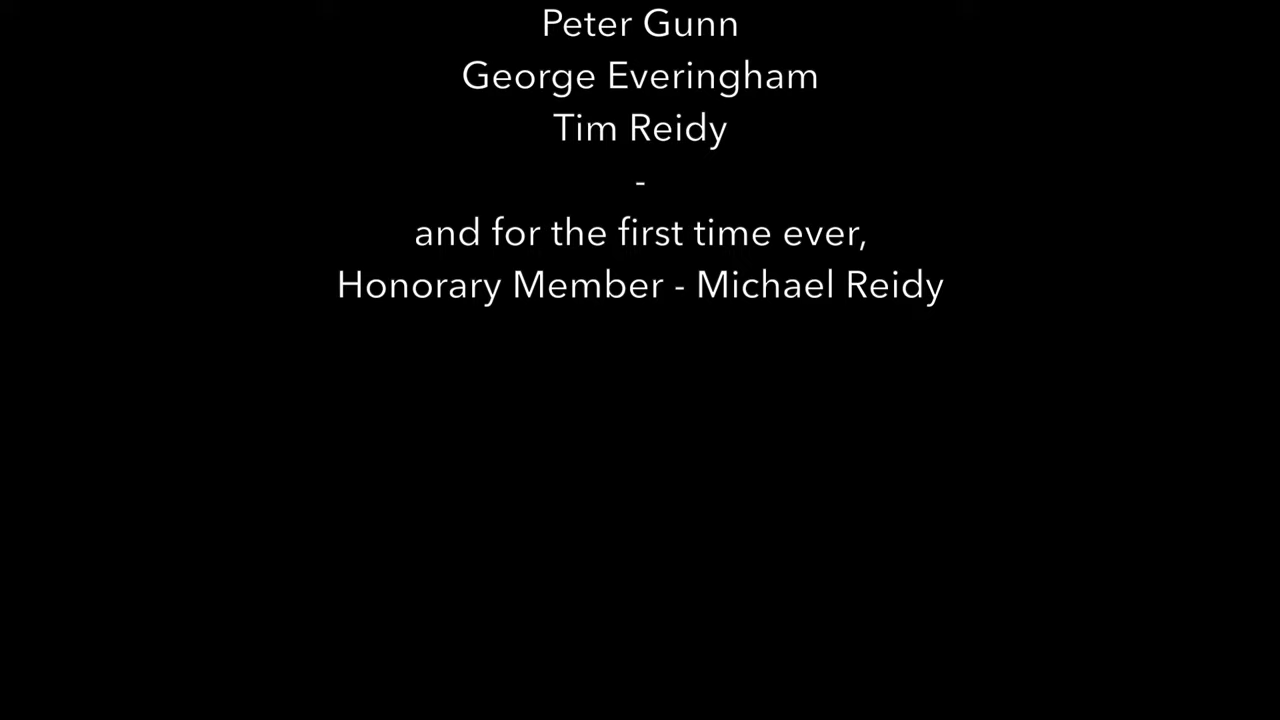 Peter Gunn
George Everingham
Tim Reidy
-
and for the first time ever,
Honorary Member - Michael Reidy